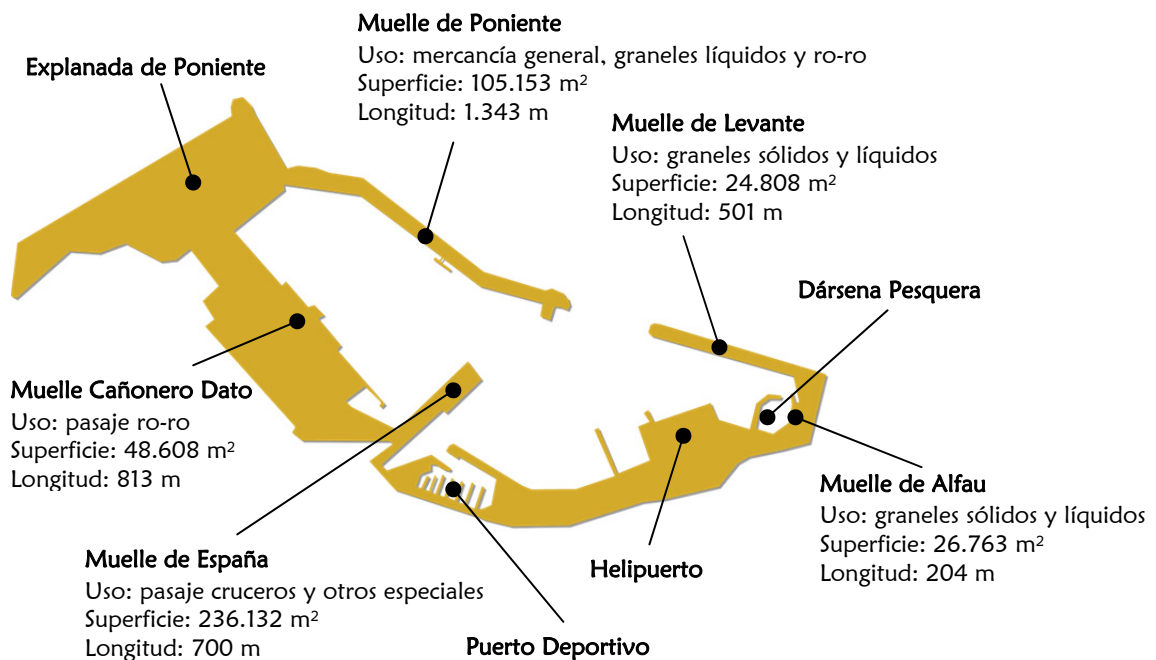 Muelle de Poniente
Uso: mercancía general, graneles líquidos y ro-ro
Superficie: 105.153 m²
Longitud: 1.343 m
Explanada de Poniente
Muelle de Levante
Uso: graneles sólidos y líquidos
Superficie: 24.808 m²
Longitud: 501 m
Dársena Pesquera
Muelle Cañonero Dato
Uso: pasaje ro-ro
Superficie: 48.608 m²
Longitud: 813 m
Muelle de Alfau
Uso: graneles sólidos y líquidos
Superficie: 26.763 m²
Longitud: 204 m
Muelle de España
Uso: pasaje cruceros y otros especiales
Superficie: 236.132 m²
Longitud: 700 m
Helipuerto
Puerto Deportivo